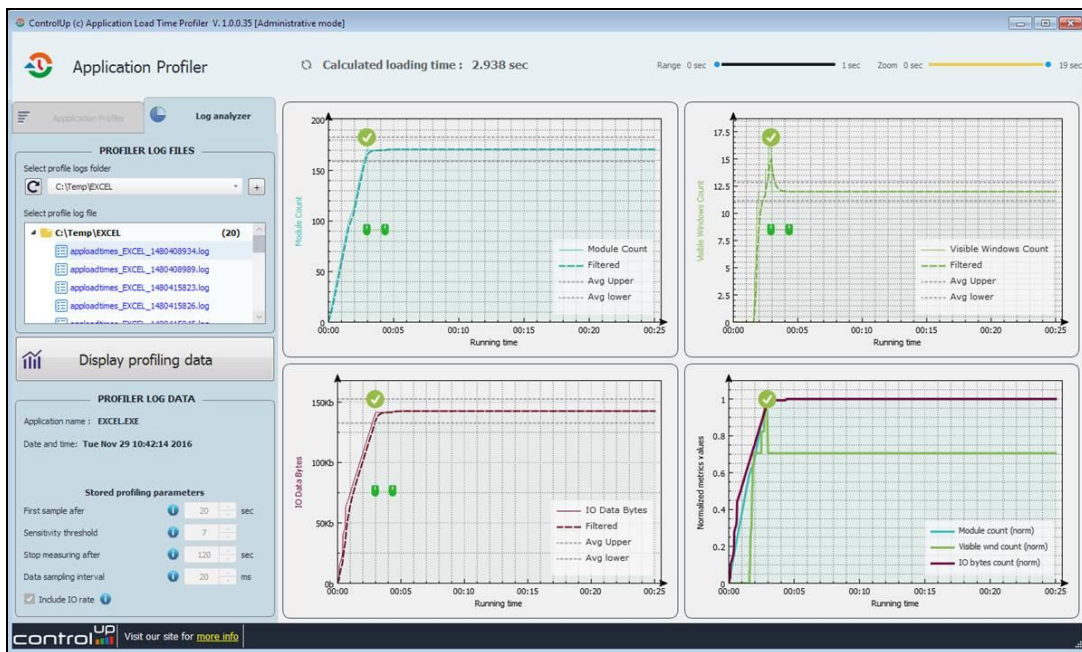 ControlUp (c) Application Load Time Profiler V. 1.0.0.35 [Administrative mode]
Application Profiler
Calculated loading time : 2.938 sec
Range 0 sec 1 sec Zoom 0 sec 19 sec
Application Profiler
Log analyzer
PROFILER LOG FILES
Select profile logs folder
C:\Temp\EXCEL
+
Select profile log file
C:\Temp\EXCEL (20)
apploadtimes_EXCEL_1480408934.log
apploadtimes_EXCEL_1480408989.log
apploadtimes_EXCEL_1480415823.log
apploadtimes_EXCEL_1480415826.log
Display profiling data
PROFILER LOG DATA
Application name : EXCEL.EXE
Date and time: Tue Nov 29 10:42:14 2016
Stored profiling parameters
First sample afer 20 sec
Sensitivity threshold 7
Stop measuring after 120 sec
Data sampling interval 20 ms
Include IO rate
Module Count
200
150
100
50
0
00:00 00:05 00:10 00:15 00:20 00:25
Running time
Module Count
Filtered
Avg Upper
Avg lower
Visible Windows Count
17.5
15
12.5
10
7.5
5
2.5
0
00:00 00:05 00:10 00:15 00:20 00:25
Running time
Visible Windows Count
Filtered
Avg Upper
Avg lower
IO Data Bytes
150Kb
100Kb
50Kb
0b
00:00 00:05 00:10 00:15 00:20 00:25
Running time
IO Data Bytes
Filtered
Avg Upper
Avg lower
Normalized metrics values
1
0.8
0.6
0.4
0.2
0
00:00 00:05 00:10 00:15 00:20 00:25
Running time
Module count (norm)
Visible wnd count (norm)
IO bytes count (norm)
control UP
Visit our site for more info